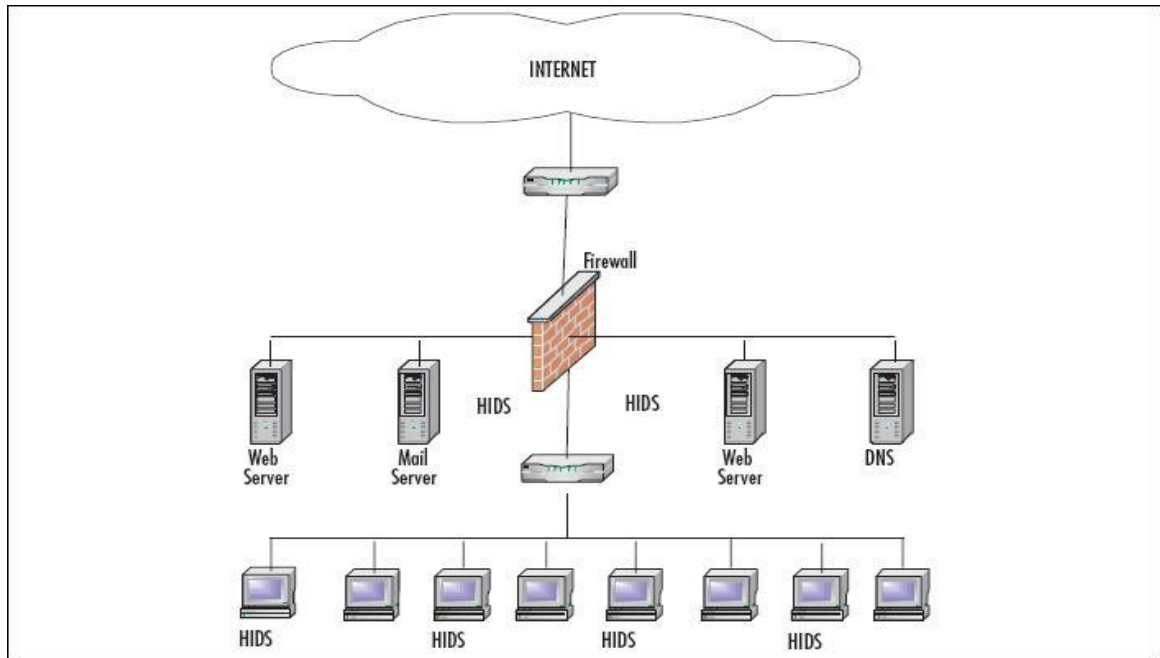 INTERNET
Firewall
HIDS
HIDS
Web
Server
Mail
Server
Web
Server
DNS
HIDS
HIDS
HIDS
HIDS